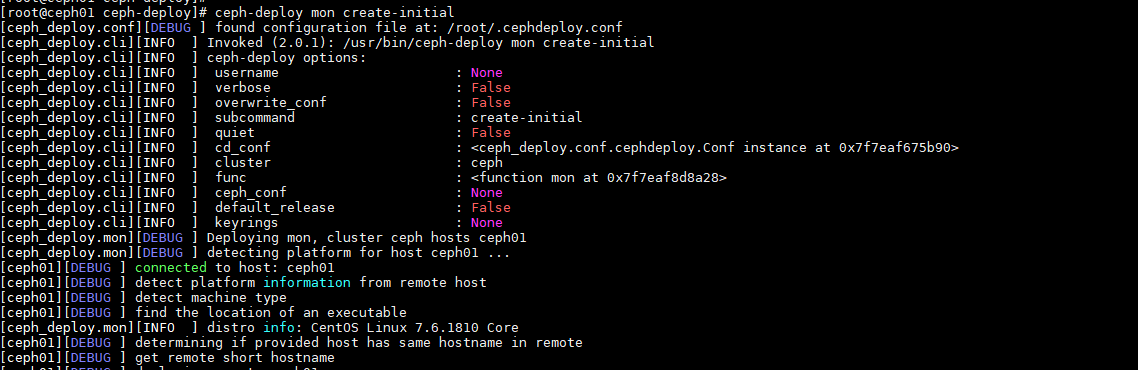 [root@ceph01 ceph-deploy]#
[root@ceph01 ceph-deploy]# ceph-deploy mon create-initial
[ceph_deploy.conf][DEBUG ] found configuration file at: /root/.cephdeploy.conf
[ceph_deploy.cli][INFO  ] Invoked (2.0.1): /usr/bin/ceph-deploy mon create-initial
[ceph_deploy.cli][INFO  ] ceph-deploy options:
[ceph_deploy.cli][INFO  ]  username                      : None
[ceph_deploy.cli][INFO  ]  verbose                       : False
[ceph_deploy.cli][INFO  ]  overwrite_conf                : False
[ceph_deploy.cli][INFO  ]  subcommand                    : create-initial
[ceph_deploy.cli][INFO  ]  quiet                         : False
[ceph_deploy.cli][INFO  ]  cd_conf                       : <ceph_deploy.conf.cephdeploy.Conf instance at 0x7f7eaf675b90>
[ceph_deploy.cli][INFO  ]  cluster                       : ceph
[ceph_deploy.cli][INFO  ]  func                          : <function mon at 0x7f7eaf8d8a28>
[ceph_deploy.cli][INFO  ]  ceph_conf                     : None
[ceph_deploy.cli][INFO  ]  default_release               : False
[ceph_deploy.cli][INFO  ]  keyrings                      : None
[ceph_deploy.mon][DEBUG ] Deploying mon, cluster ceph hosts ceph01
[ceph_deploy.mon][DEBUG ] detecting platform for host ceph01 ...
[ceph01][DEBUG ] connected to host: ceph01
[ceph01][DEBUG ] detect platform information from remote host
[ceph01][DEBUG ] detect machine type
[ceph01][DEBUG ] find the location of an executable
[ceph_deploy.mon][INFO  ] distro info: CentOS Linux 7.6.1810 Core
[ceph01][DEBUG ] determining if provided host has same hostname in remote
[ceph01][DEBUG ] get remote short hostname
[ceph01][DEBUG ]